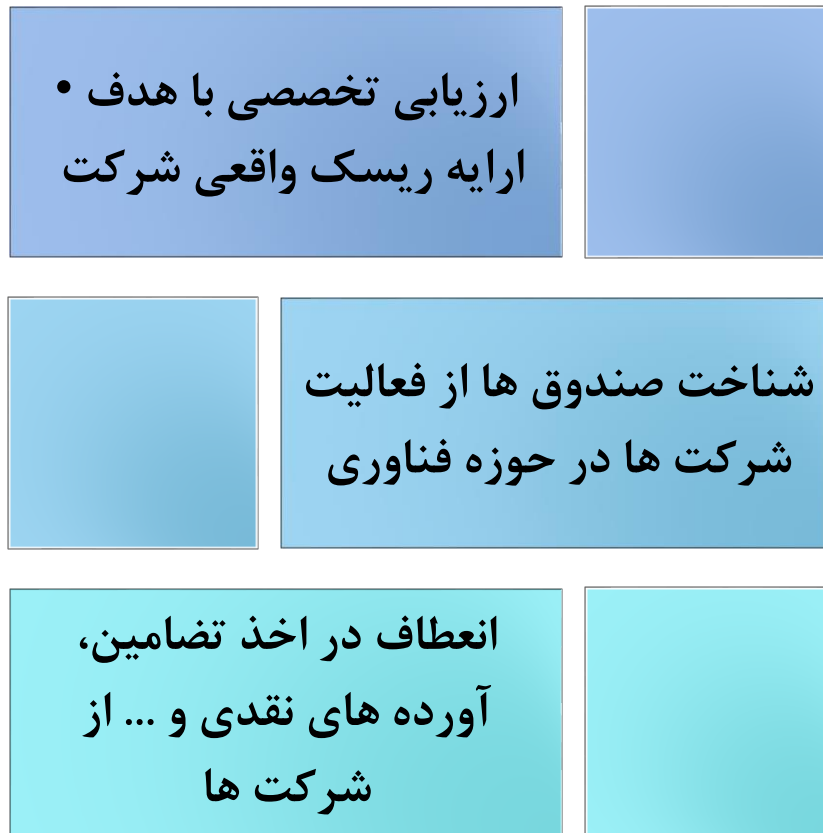 ارزیابی تخصصی با هدف •
ارایه ریسک واقعی شرکت
شناخت صندوق ها از فعالیت
شرکت ها در حوزه فناوری
انعطاف در اخذ تضامین،
آورده های نقدی و ... از
شرکت ها